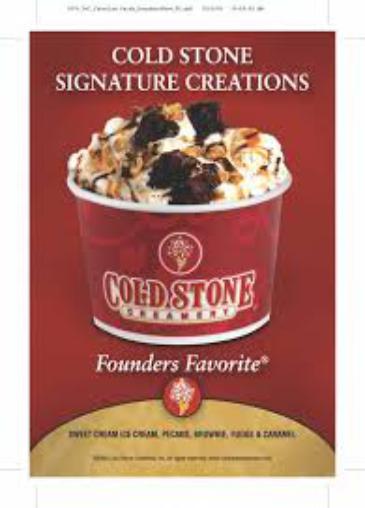 COLD STONE
SIGNATURE CREATIONS
COLD STONE
CREAMERY
Founders Favorite®
SWEET CREAM ICE CREAM, PECANS, BROWNIE, FUDGE & CARAMEL